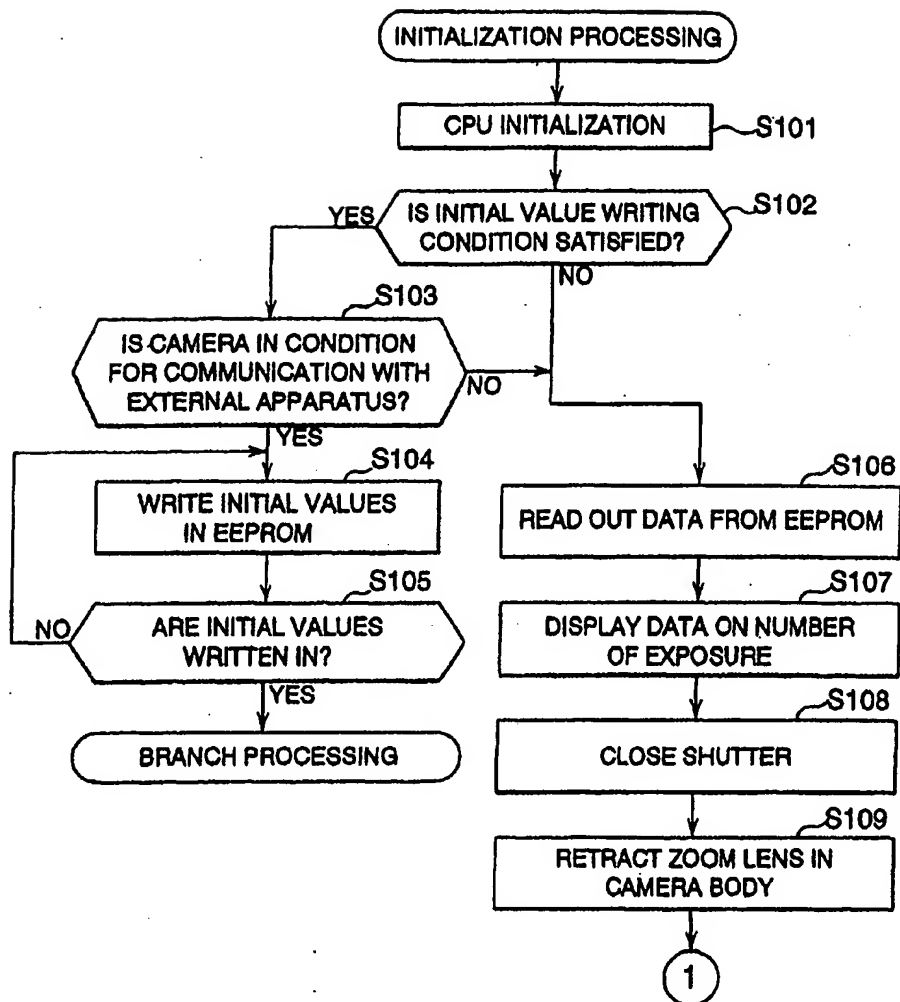 INITIALIZATION PROCESSING
CPU INITIALIZATION
S101
IS INITIAL VALUE WRITING
CONDITION SATISFIED?
S102
YES
NO
S103
IS CAMERA IN CONDITION
FOR COMMUNICATION WITH
EXTERNAL APPARATUS?
NO
YES
S104
WRITE INITIAL VALUES
IN EEPROM
S105
ARE INITIAL VALUES
WRITTEN IN?
NO
YES
BRANCH PROCESSING
S106
READ OUT DATA FROM EEPROM
S107
DISPLAY DATA ON NUMBER
OF EXPOSURE
S108
CLOSE SHUTTER
S109
RETRACT ZOOM LENS IN
CAMERA BODY
1